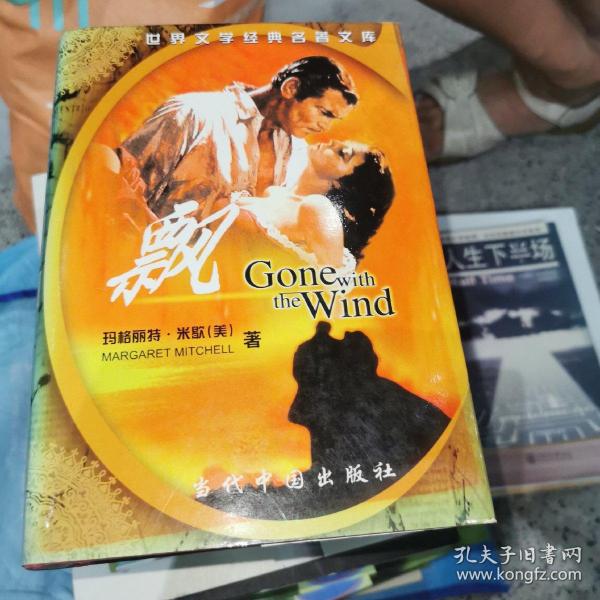 世界文学经典名著文库
飘
Gone with
the Wind
玛格丽特·米歇(美)
MARGARET MITCHELL
著
当代中国出版社
人生下半场
Half Time
孔夫子旧书网
www.kongfz.com